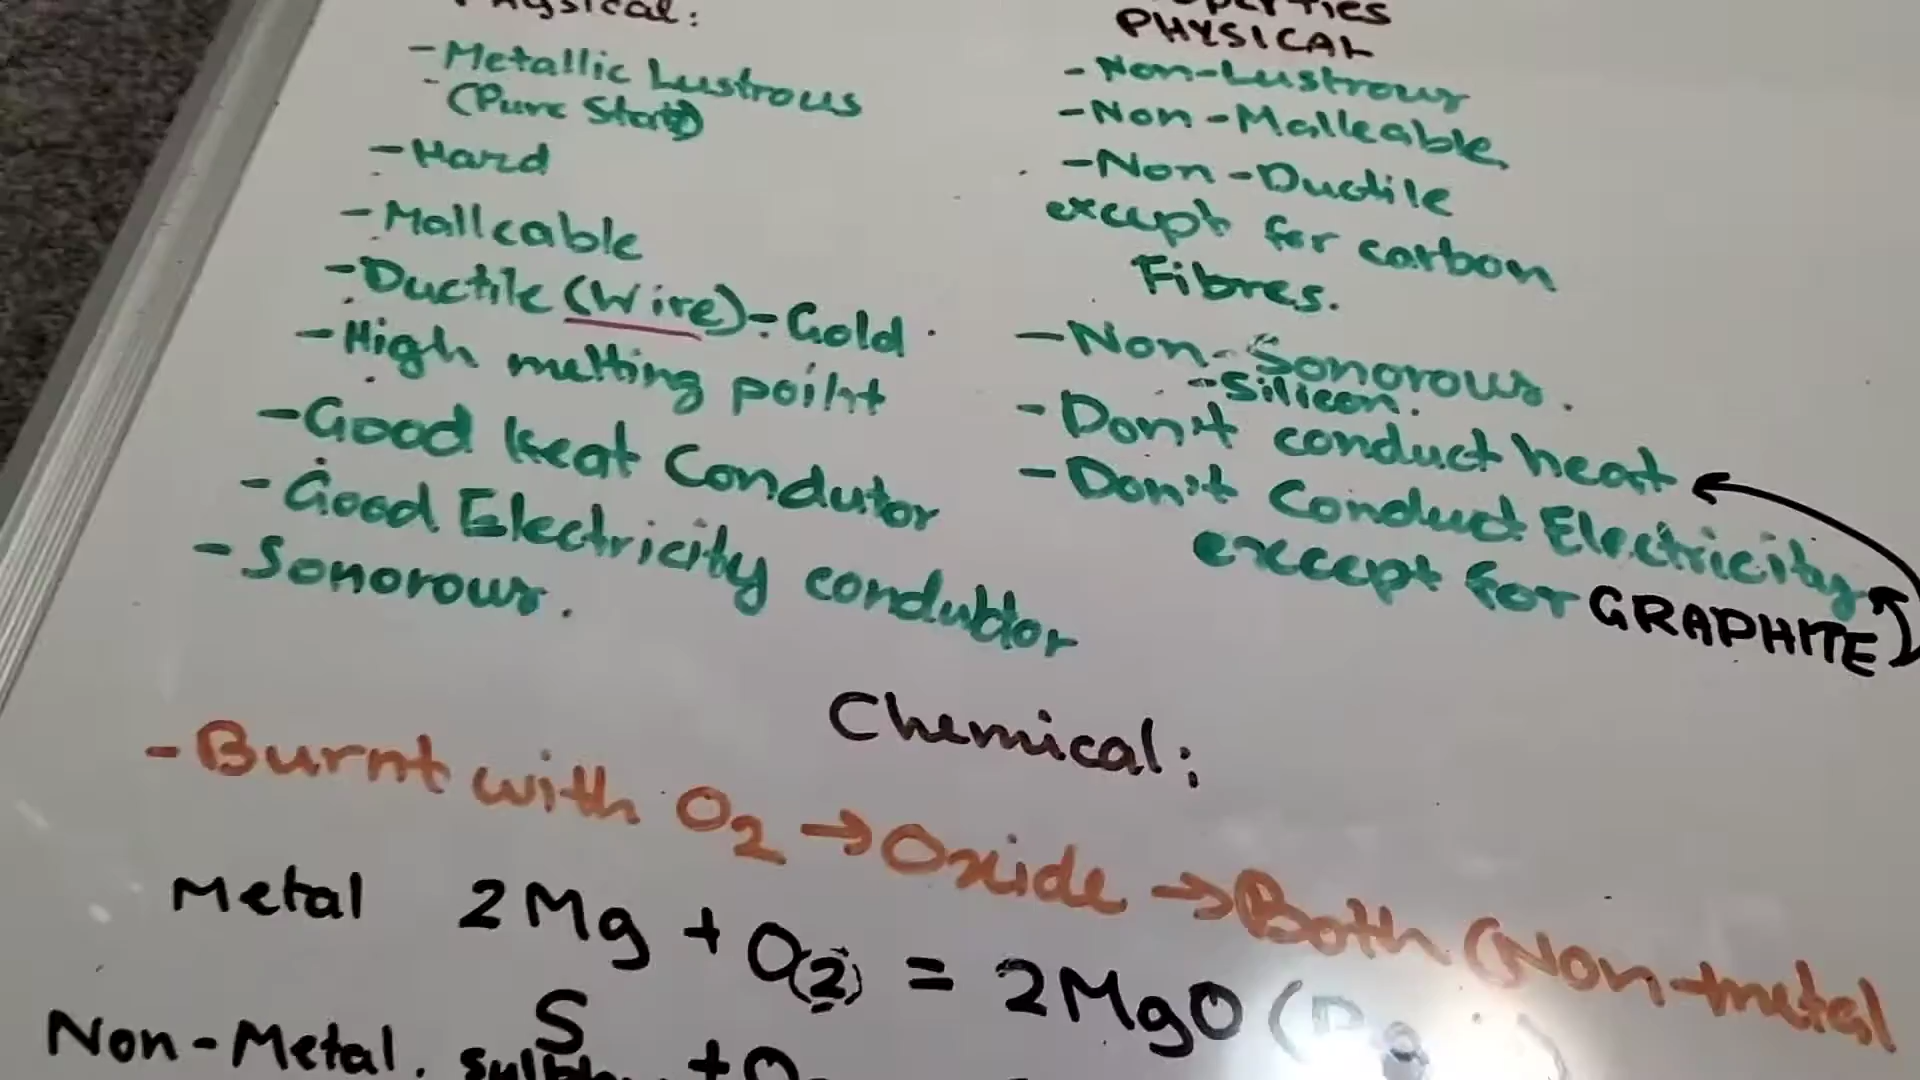 Physical:
- Metallic Lustrous
(Pure State)
- Hard
- Malleable
- Ductile (Wire) - Gold
- High melting point
- Good Heat Condutor
- Good Electricity conductor
- Sonorous.
Properties
PHYSICAL
- Non-Lustrous
- Non-Malleable
- Non-Ductile
except for carbon
Fibres.
- Non-Sonorous.
- Silicon.
- Don't conduct heat
- Don't Conduct Electricity
except for GRAPHITE
Chemical:
- Burnt with O2 → Oxide → Both (Non-metal
Metal 2Mg + O(2) = 2MgO (
Non-Metal. S
+ O